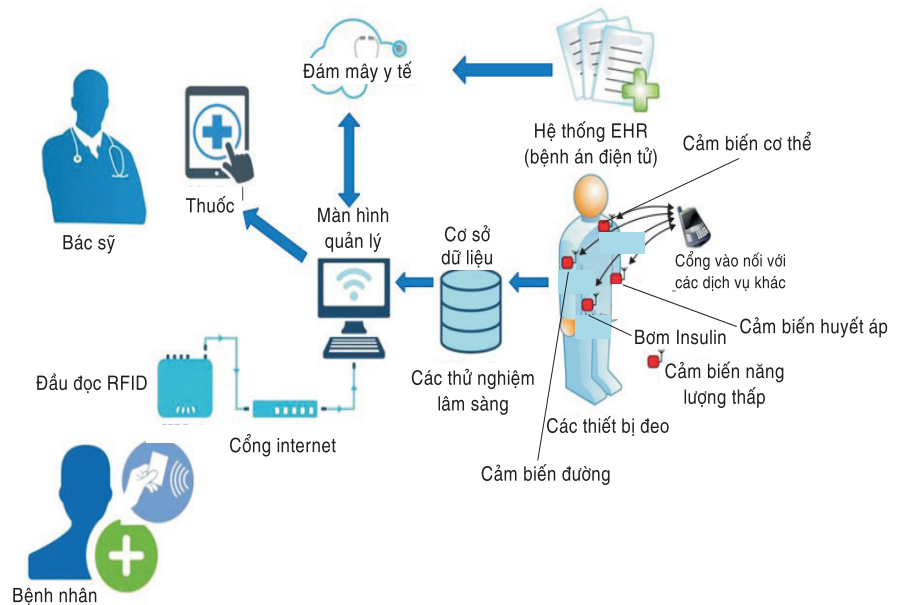 Đám mây y tế
Hệ thống EHR
(bệnh án điện tử)
Cảm biến cơ thể
Bác sỹ
Thuốc
Màn hình
quản lý
Cơ sở
dữ liệu
Cổng vào nối với
các dịch vụ khác
Bơm Insulin
Cảm biến huyết áp
Cảm biến năng
lượng thấp
Đầu đọc RFID
Các thử nghiệm
lâm sàng
Các thiết bị đeo
Cổng internet
Cảm biến đường
Bệnh nhân